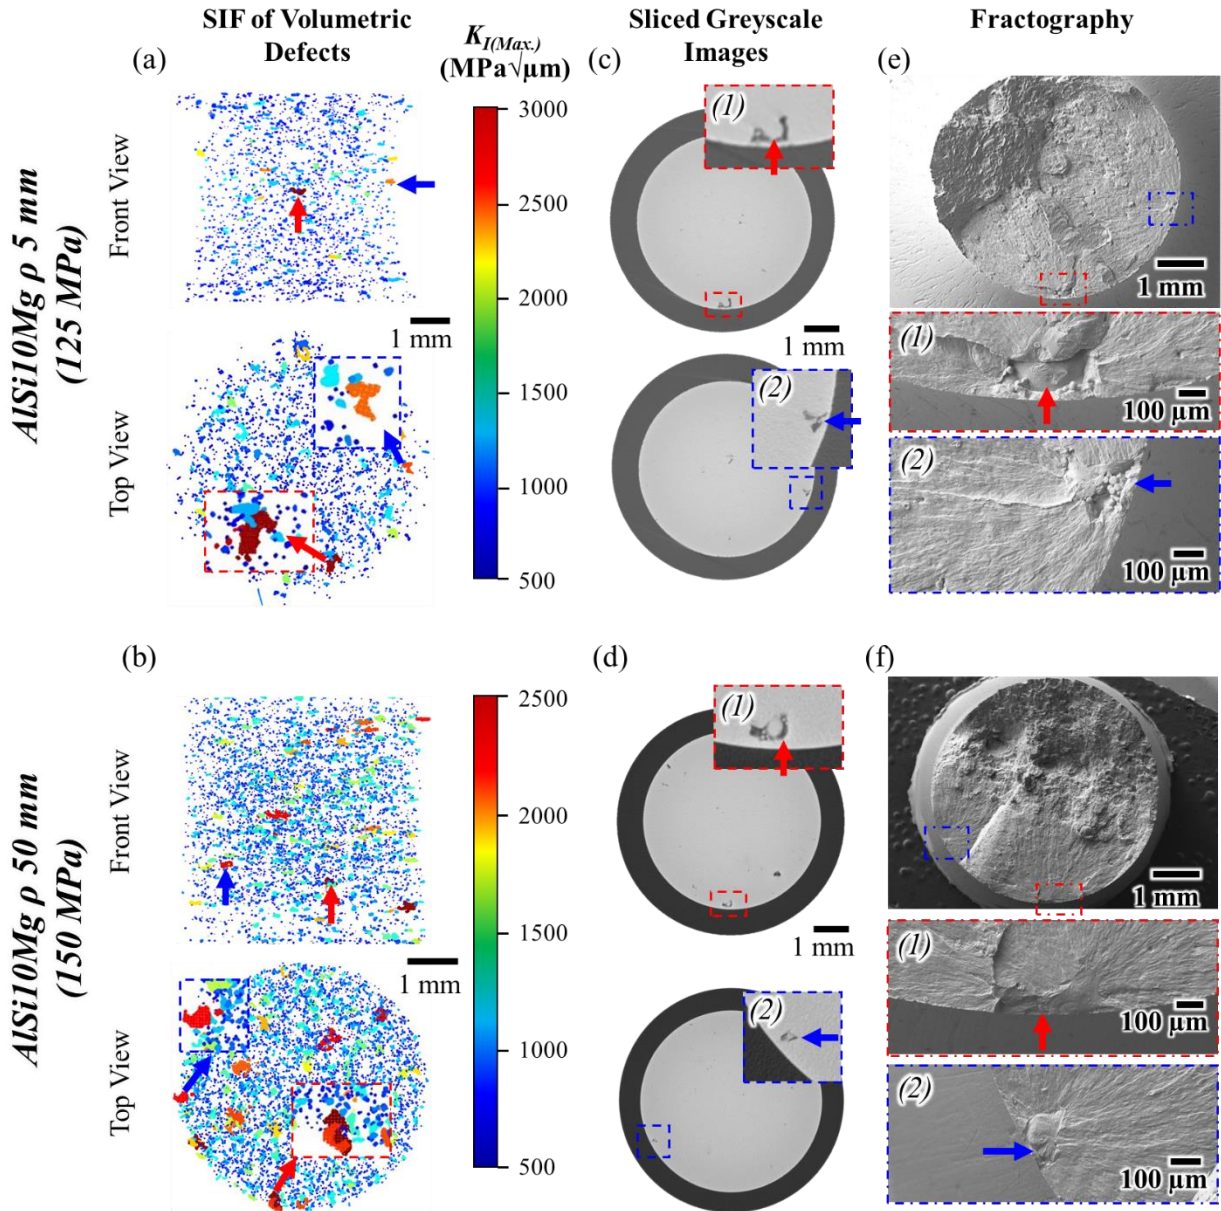 SIF of Volumetric
Defects
Sliced Greyscale
Images
Fractography
(a)
K_I(Max.)
(MPa√μm)
(c)
(e)
AlSi10Mg ρ 5 mm
(125 MPa)
Front View
Top View
1 mm
3000
2500
2000
1500
1000
500
(1)
1 mm
(2)
1 mm
(1)
100 μm
(2)
100 μm
(b)
(d)
(f)
AlSi10Mg ρ 50 mm
(150 MPa)
Front View
Top View
1 mm
2500
2000
1500
1000
500
(1)
1 mm
(2)
1 mm
(1)
100 μm
(2)
100 μm